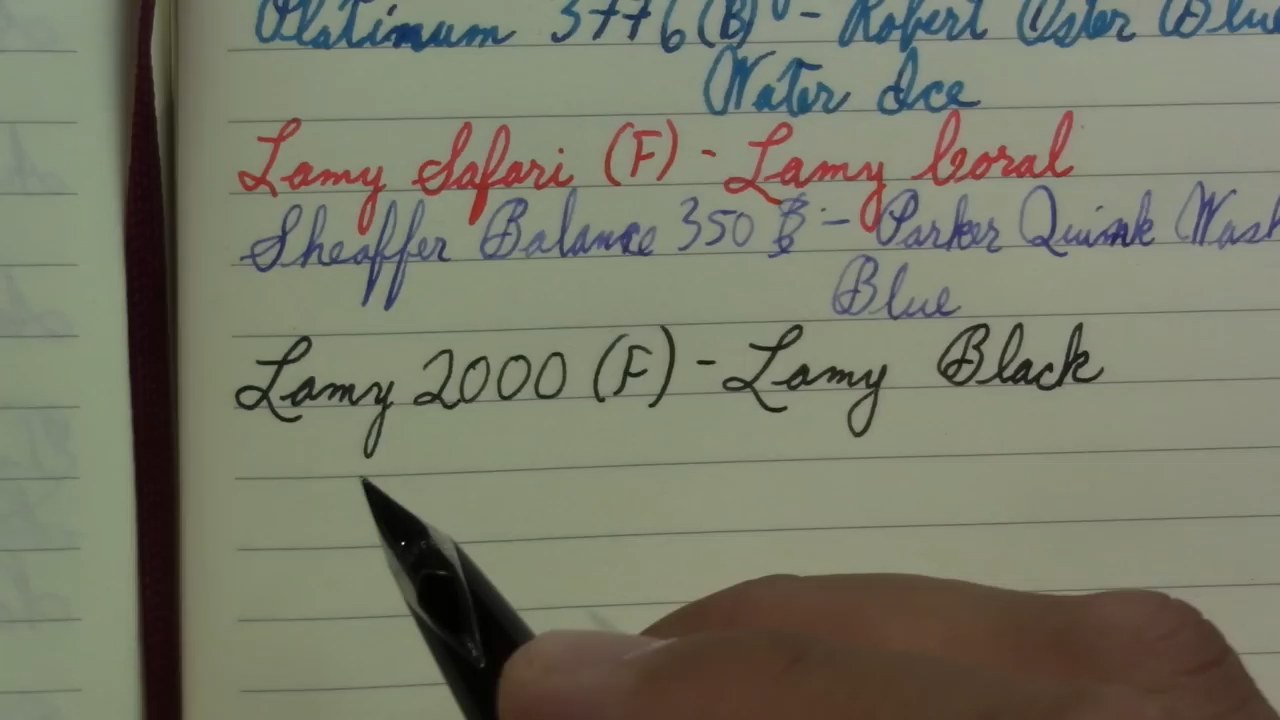 Platinum 3776 (B) - Robert Oster Blue
Water Ice
Lamy Safari (F) - Lamy Coral
Sheaffer Balance 350 - Parker Quink Wash
Blue
Lamy 2000 (F) - Lamy Black